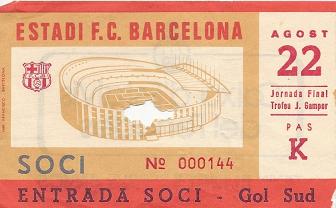 ESTADI F.C. BARCELONA
AGOST
22
Jornada Final
Trofeu J. Gamper
PAS
K
SOCI
Nº 000144
ENTRADA SOCI - Gol Sud